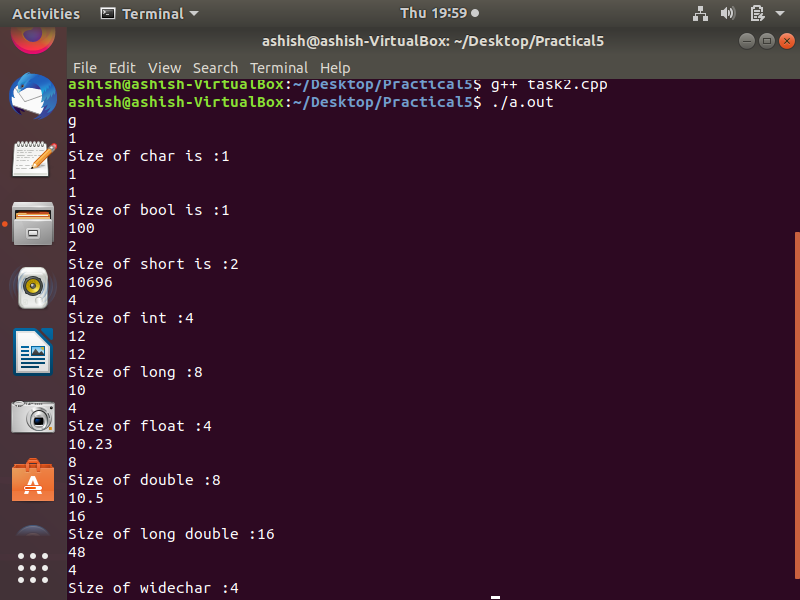 Activities Terminal Thu 19:59
ashish@ashish-VirtualBox: ~/Desktop/Practical5
File Edit View Search Terminal Help
ashish@ashish-VirtualBox:~/Desktop/Practical5$ g++ task2.cpp
ashish@ashish-VirtualBox:~/Desktop/Practical5$ ./a.out
g
1
Size of char is :1
1
1
Size of bool is :1
100
2
Size of short is :2
10696
4
Size of int :4
12
12
Size of long :8
10
4
Size of float :4
10.23
8
Size of double :8
10.5
16
Size of long double :16
48
4
Size of widechar :4